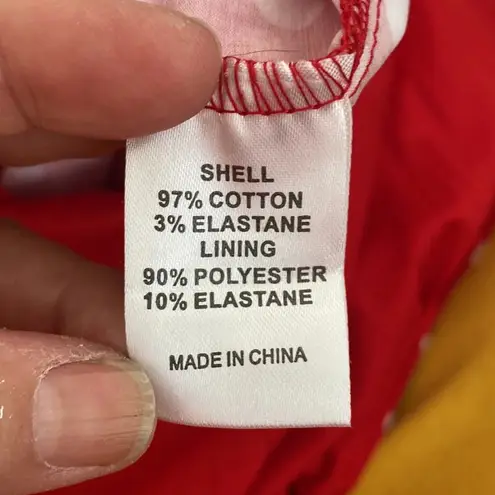 SHELL
97% COTTON
3% ELASTANE
LINING
90% POLYESTER
10% ELASTANE
MADE IN CHINA